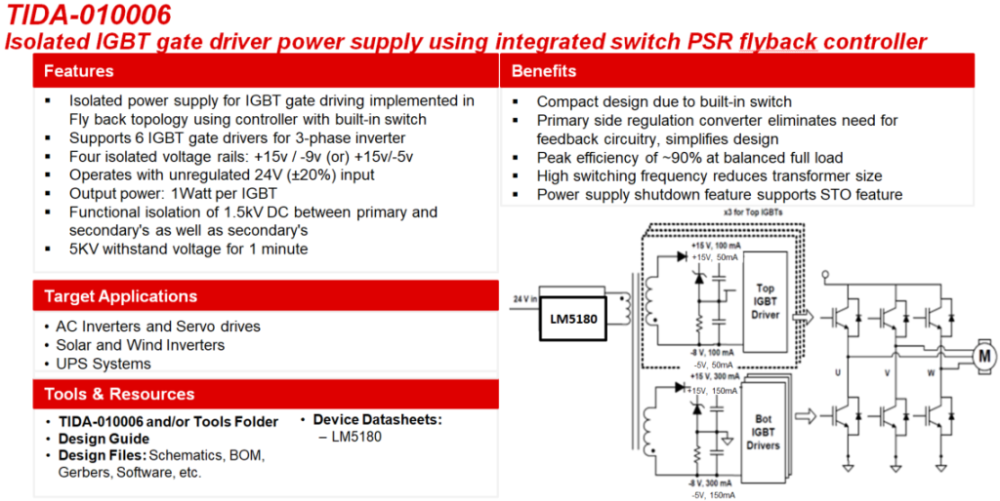 TIDA-010006
Isolated IGBT gate driver power supply using integrated switch PSR flyback controller
Features
▪ Isolated power supply for IGBT gate driving implemented in
Fly back topology using controller with built-in switch
▪ Supports 6 IGBT gate drivers for 3-phase inverter
▪ Four isolated voltage rails: +15v / -9v (or) +15v/-5v
▪ Operates with unregulated 24V (±20%) input
▪ Output power: 1Watt per IGBT
▪ Functional isolation of 1.5kV DC between primary and
secondary's as well as secondary's
▪ 5KV withstand voltage for 1 minute
Target Applications
• AC Inverters and Servo drives
• Solar and Wind Inverters
• UPS Systems
Tools & Resources
• TIDA-010006 and/or Tools Folder
• Design Guide
• Design Files: Schematics, BOM,
Gerbers, Software, etc.
• Device Datasheets:
– LM5180
Benefits
▪ Compact design due to built-in switch
▪ Primary side regulation converter eliminates need for
feedback circuitry, simplifies design
▪ Peak efficiency of ~90% at balanced full load
▪ High switching frequency reduces transformer size
▪ Power supply shutdown feature supports STO feature
x3 for Top IGBTs
+15 V, 100 mA
+15V, 50mA
24 V in
LM5180
Top
IGBT
Driver
-8 V, 100 mA
-5V, 50mA
+15 V, 300 mA
+15V, 150mA
Bot
IGBT
Drivers
-8 V, 300 mA
-5V, 150mA
U
V
W
M